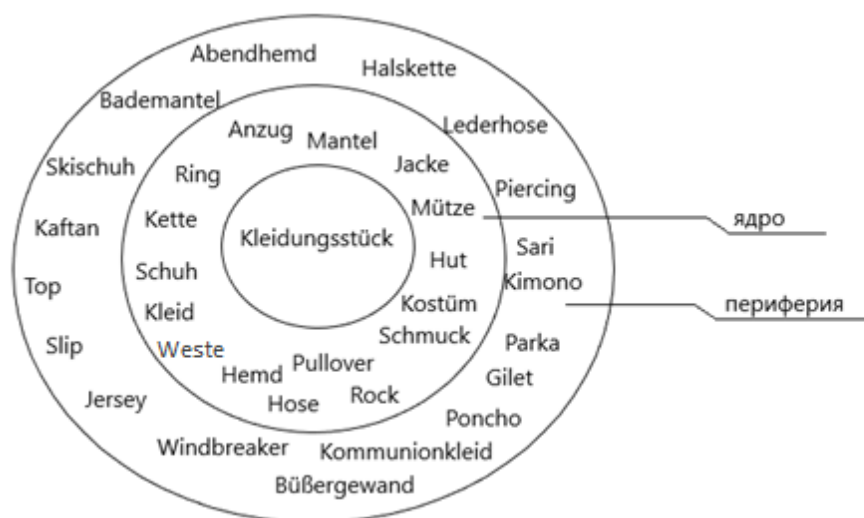 Abendhemd
Halskette
Bademantel
Anzug
Mantel
Lederhose
Skischuh
Ring
Jacke
Piercing
Kette
Mütze
ядро
Kaftan
Kleidungsstück
Sari
Hut
Schuh
Kimono
Top
Kleid
Kostüm
периферия
Slip
Weste
Schmuck
Parka
Hemd
Pullover
Gilet
Jersey
Hose
Rock
Poncho
Windbreaker
Kommunionkleid
Büßergewand